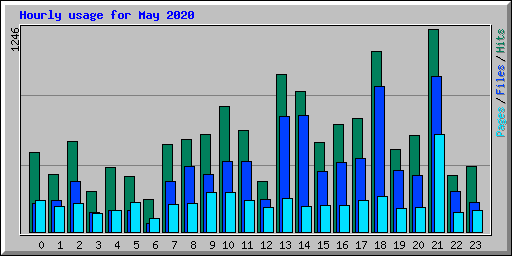 Hourly usage for May 2020
1246
Pages/Files/Hits
0 1 2 3 4 5 6 7 8 9 10 11 12 13 14 15 16 17 18 19 20 21 22 23